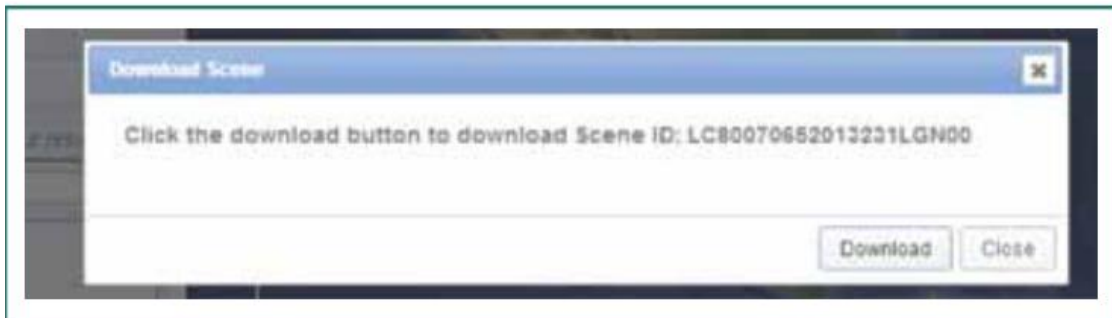 Download Scene
Click the download button to download Scene ID: LC80070652013231LGN00
Download Close